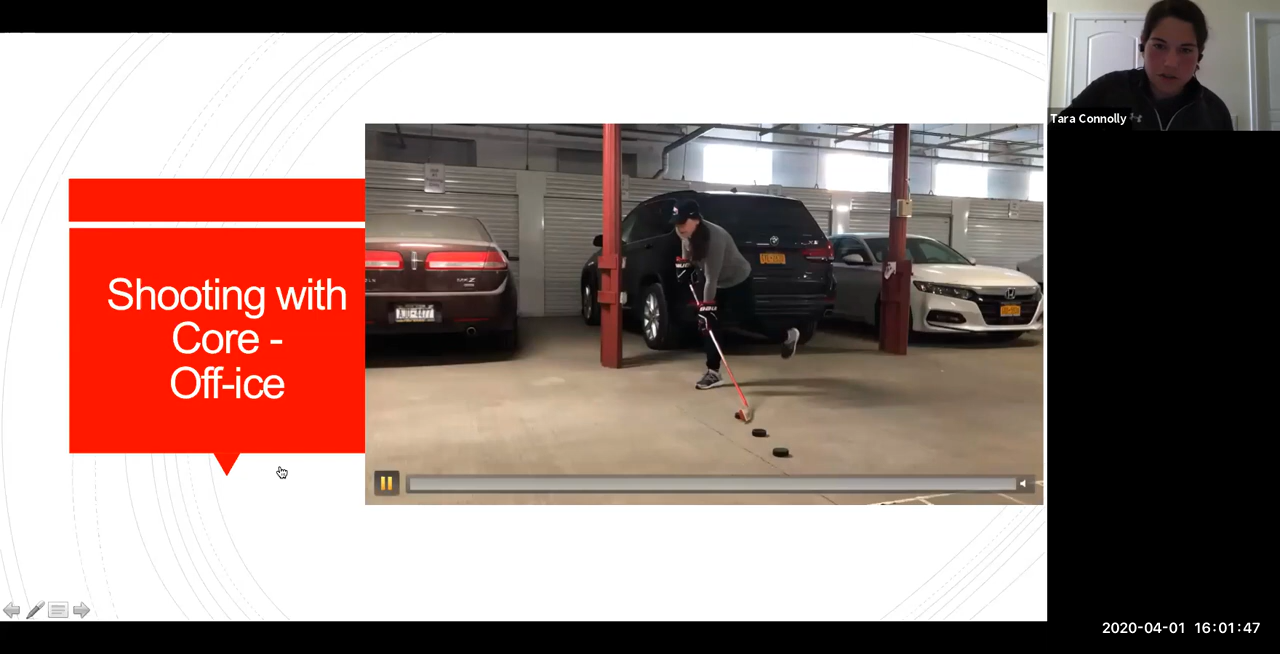 Tara Connolly
Shooting with
Core -
Off-ice
2020-04-01 16:01:47